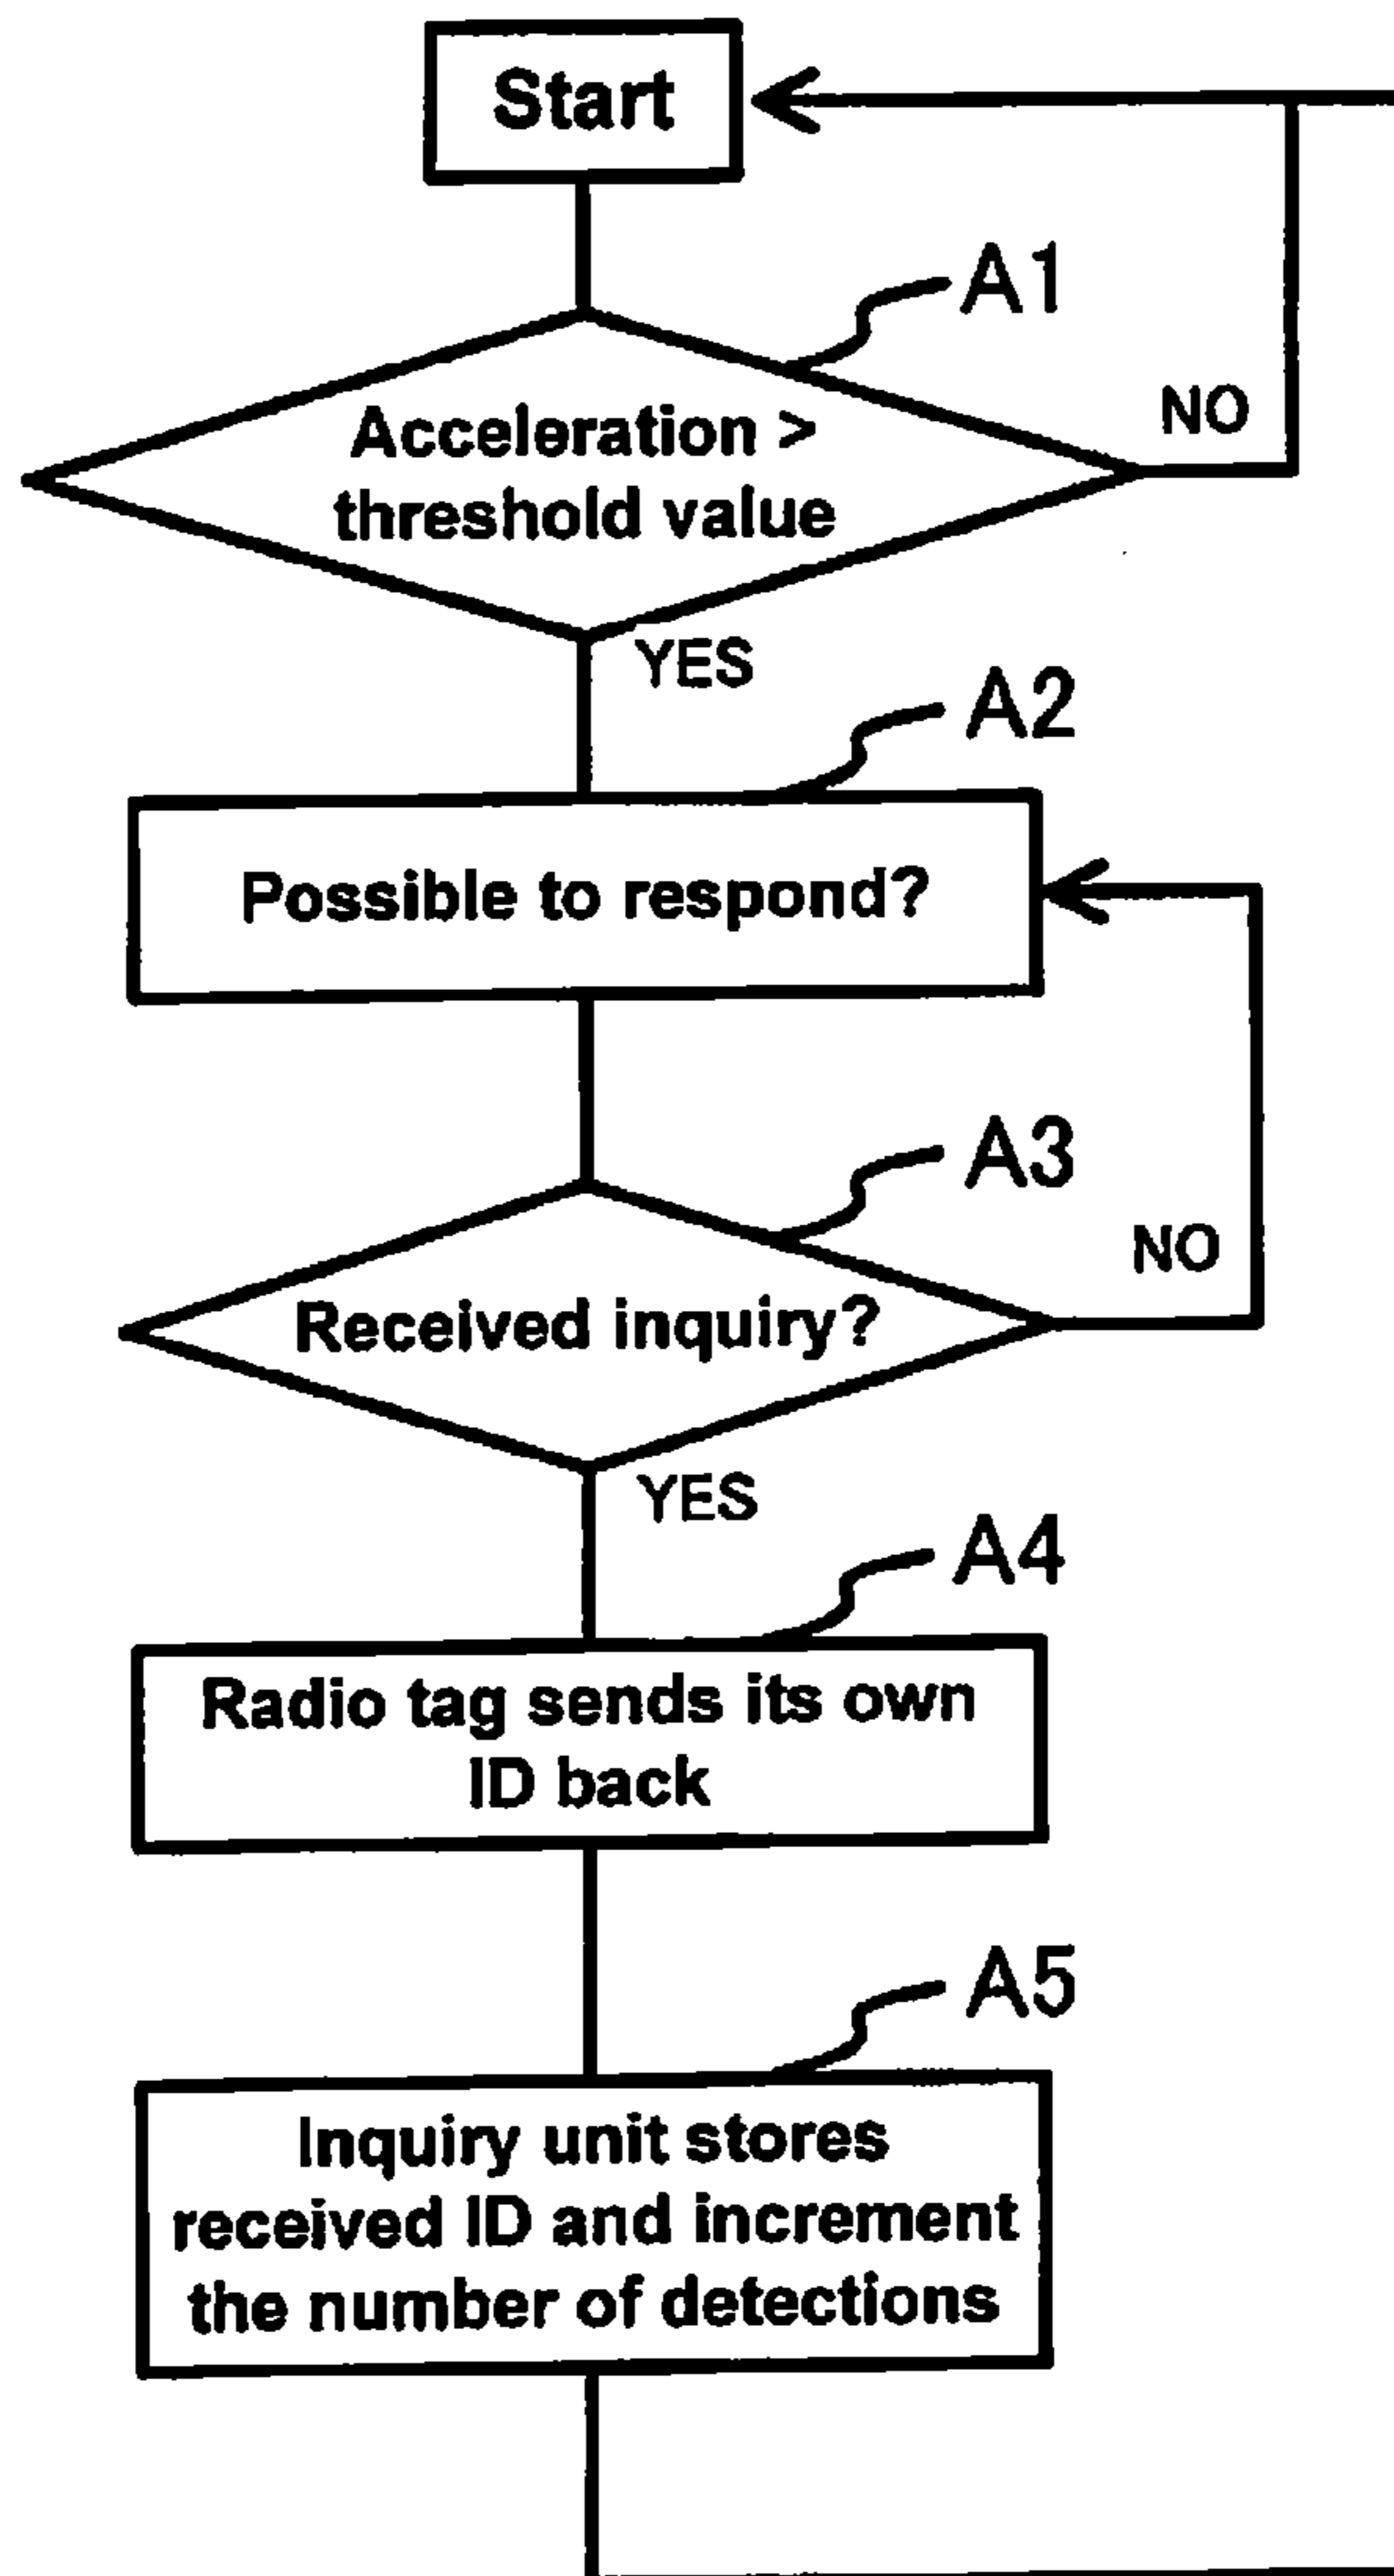 Start
A1
Acceleration >
threshold value
NO
YES
A2
Possible to respond?
A3
Received inquiry?
NO
YES
A4
Radio tag sends its own
ID back
A5
Inquiry unit stores
received ID and increment
the number of detections